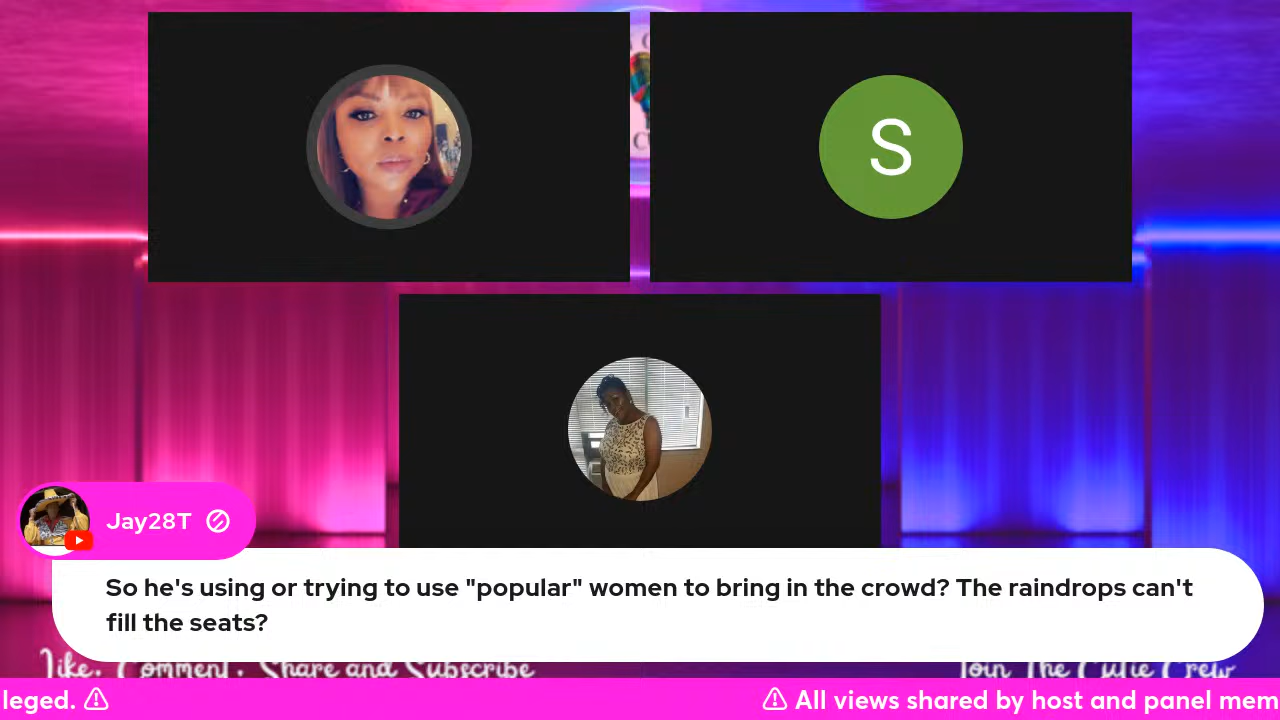 S
Jay28T
So he's using or trying to use "popular" women to bring in the crowd? The raindrops can't
fill the seats?
Like, Comment, Share and Subscribe
Join The Cutie Crew
leged. ⚠ ⚠ All views shared by host and panel mem